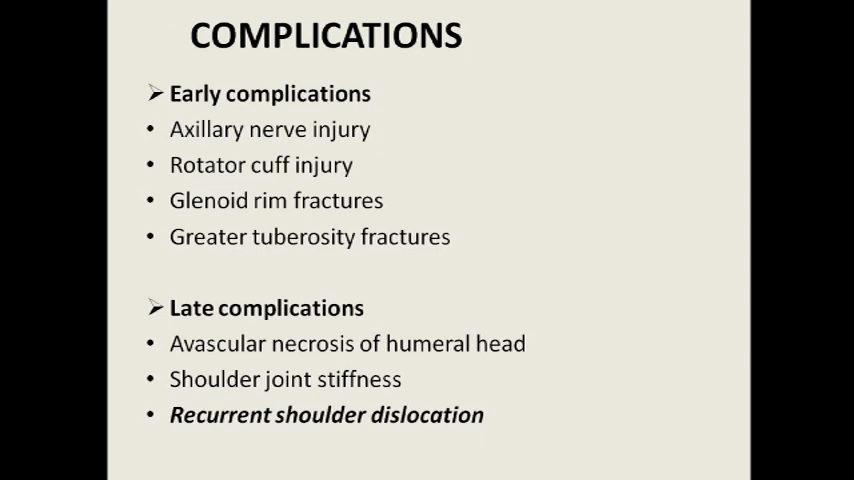 COMPLICATIONS
➢ Early complications
• Axillary nerve injury
• Rotator cuff injury
• Glenoid rim fractures
• Greater tuberosity fractures
➢ Late complications
• Avascular necrosis of humeral head
• Shoulder joint stiffness
• Recurrent shoulder dislocation